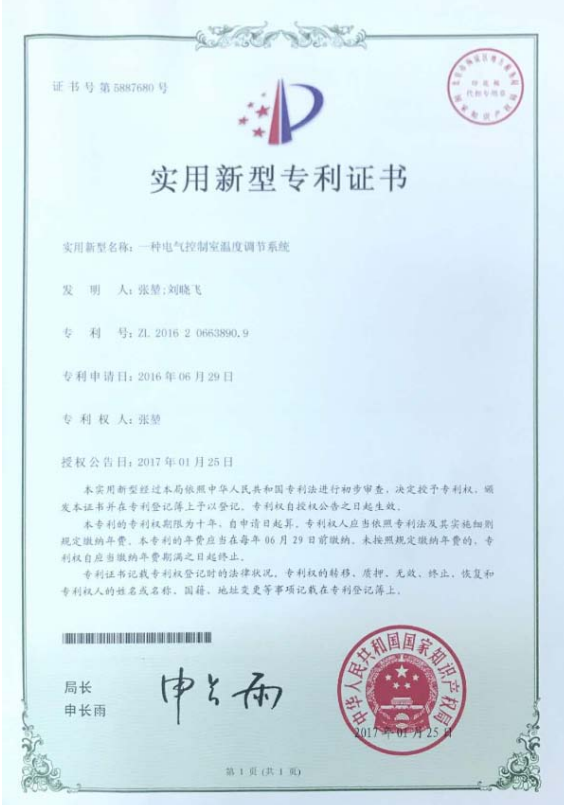 证书号第5887680号
实用新型专利证书
实用新型名称：一种电气控制室温度调节系统
发 明 人：张堃;刘晓飞
专 利 号：ZL 2016 2 0663890.9
专利申请日：2016年06月29日
专 利 权 人：张堃
授权公告日：2017年01月25日
本实用新型经过本局依照中华人民共和国专利法进行初步审查，决定授予专利权，颁
发本证书并在专利登记簿上予以登记。专利权自授权公告之日起生效。
本专利的专利权期限为十年，自申请日起算。专利权人应当依照专利法及其实施细则
规定缴纳年费。本专利的年费应当在每年06月29日前缴纳。未按照规定缴纳年费的，专
利权自应当缴纳年费期满之日起终止。
专利证书记载专利权登记时的法律状况。专利权的转移、质押、无效、终止、恢复和
专利权人的姓名或名称、国籍、地址变更等事项记载在专利登记簿上。
局长
申长雨
申长雨
中华人民共和国国家知识产权局
2017年01月25日
第1页(共1页)